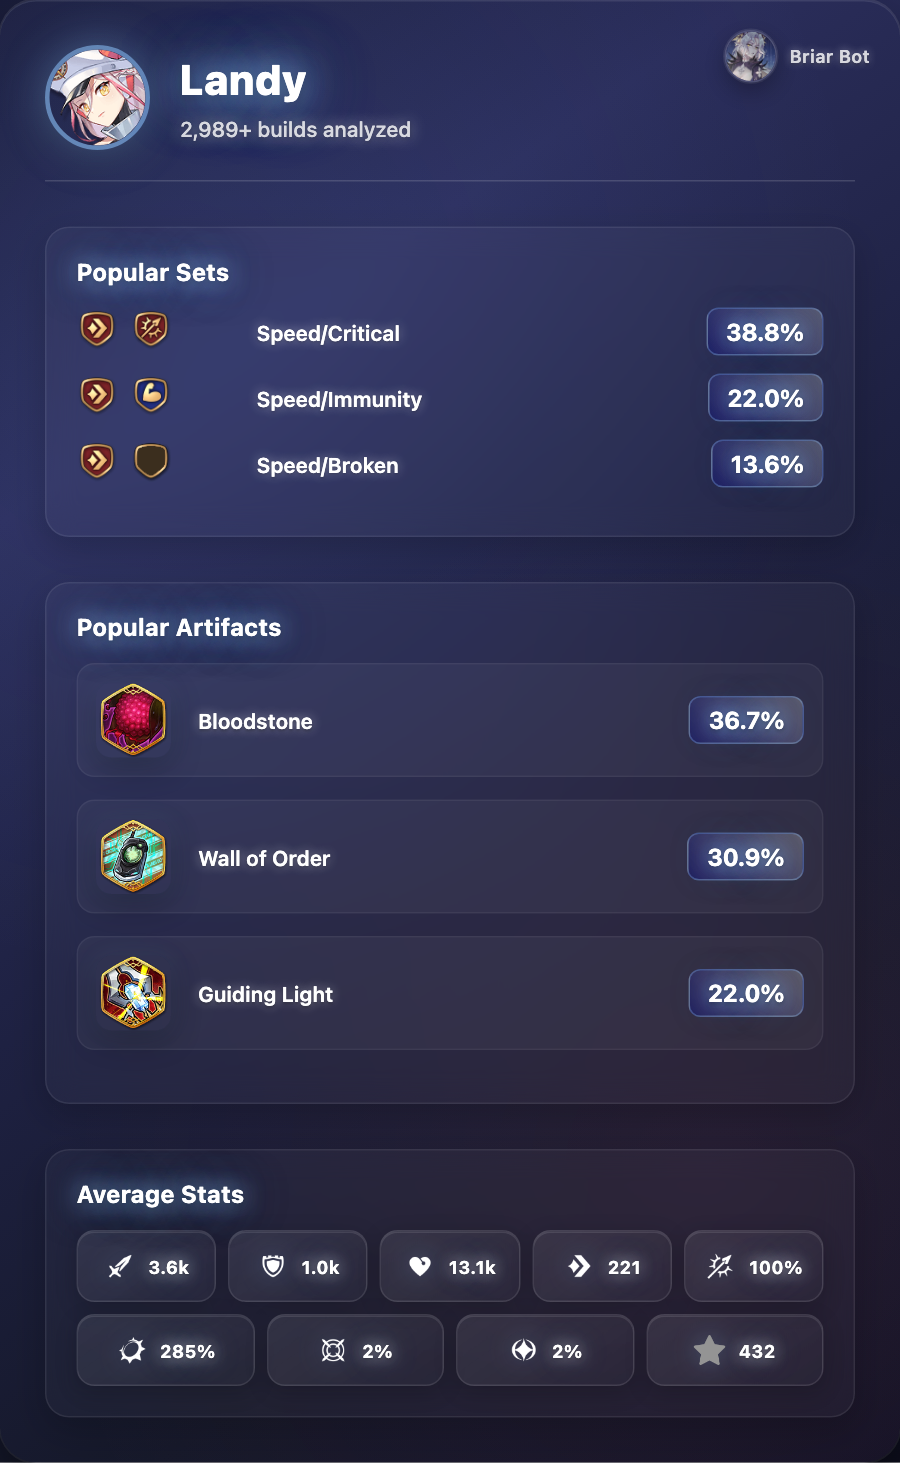 Landy
2,989+ builds analyzed
Briar Bot
Popular Sets
Speed/Critical 38.8%
Speed/Immunity 22.0%
Speed/Broken 13.6%
Popular Artifacts
Bloodstone 36.7%
Wall of Order 30.9%
Guiding Light 22.0%
Average Stats
3.6k 1.0k 13.1k 221 100%
285% 2% 2% 432